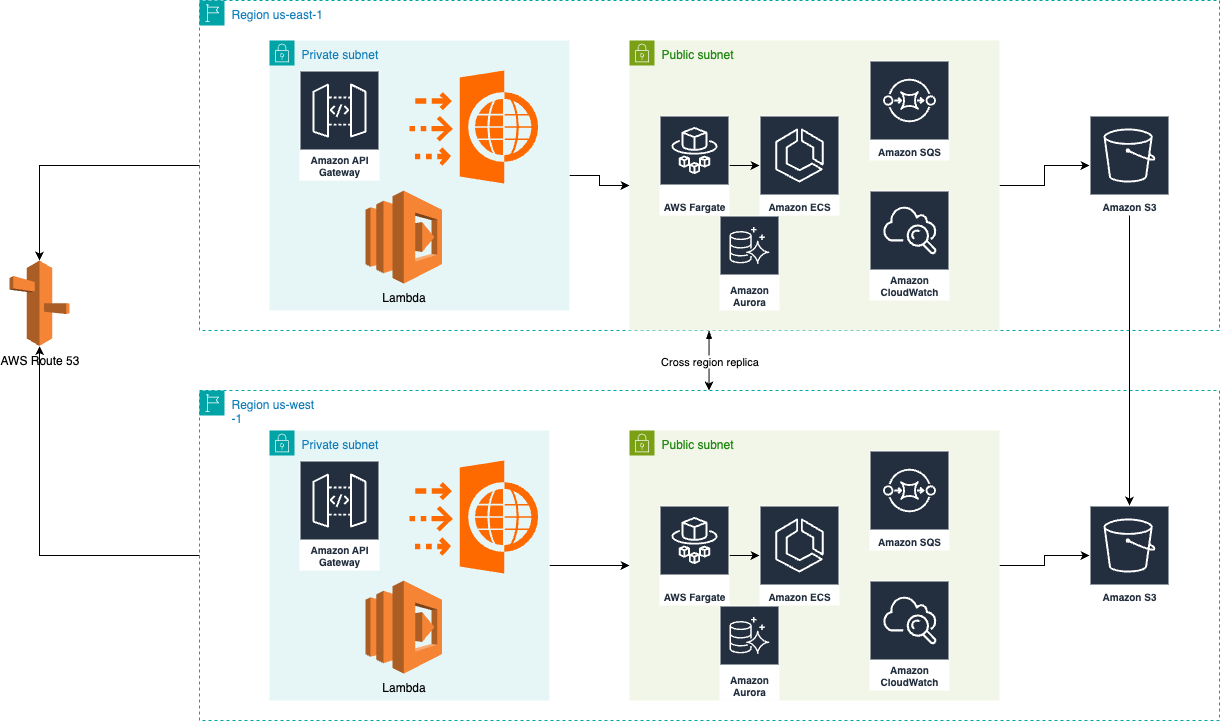 Region us-east-1
Private subnet
Public subnet
Amazon API
Gateway
Lambda
AWS Fargate
Amazon ECS
Amazon
Aurora
Amazon SQS
Amazon
CloudWatch
Amazon S3
AWS Route 53
Cross region replica
Region us-west
-1
Private subnet
Public subnet
Amazon API
Gateway
Lambda
AWS Fargate
Amazon ECS
Amazon
Aurora
Amazon SQS
Amazon
CloudWatch
Amazon S3